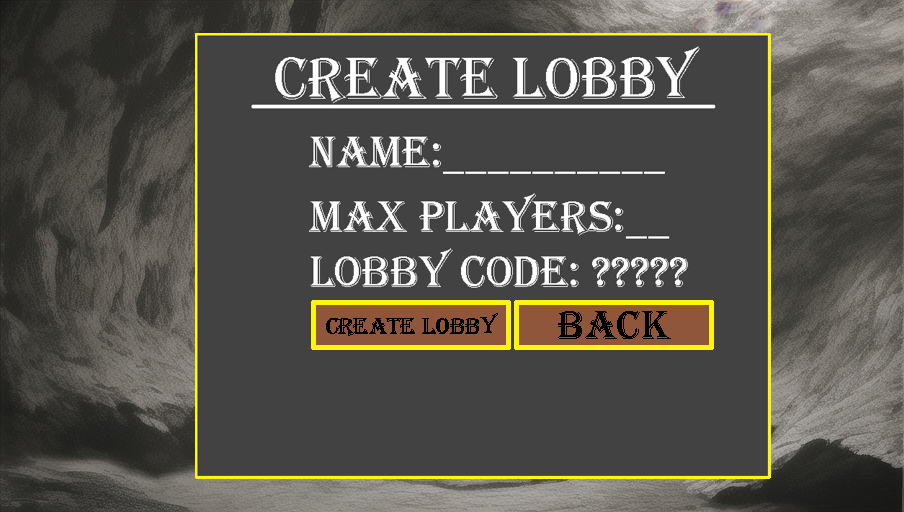 CREATE LOBBY
NAME:__________
MAX PLAYERS:__
LOBBY CODE: ?????
CREATE LOBBY BACK